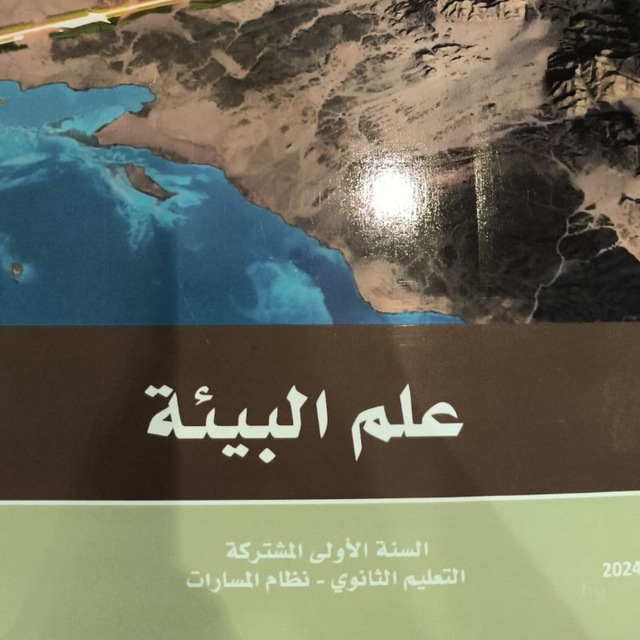 علم البيئة
السنة الأولى المشتركة
التعليم الثانوي - نظام المسارات
2024